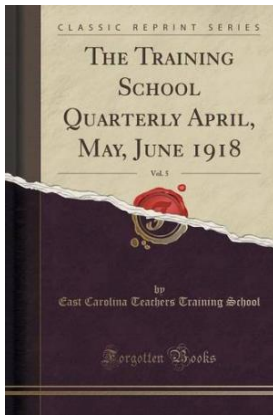 CLASSIC REPRINT SERIES
THE TRAINING
SCHOOL
QUARTERLY APRIL,
MAY, JUNE 1918
Vol. 5
by
East Carolina Teachers Training School
Forgotten Books